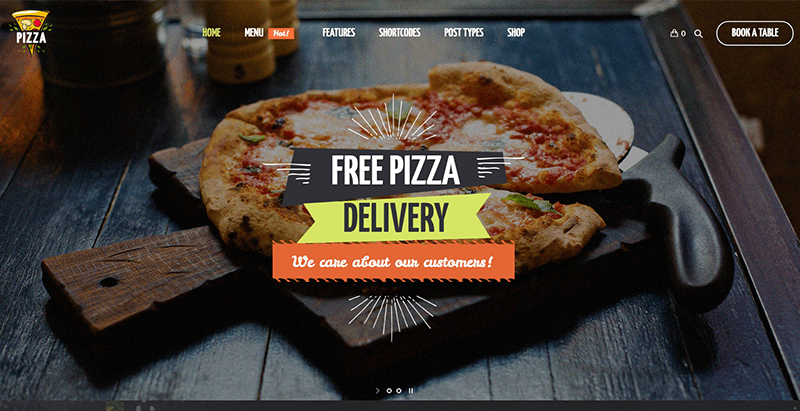 PIZZA
HOME
MENU
Hot!
FEATURES
SHORTCODES
POST TYPES
SHOP
0
BOOK A TABLE
FREE PIZZA
DELIVERY
We care about our customers!